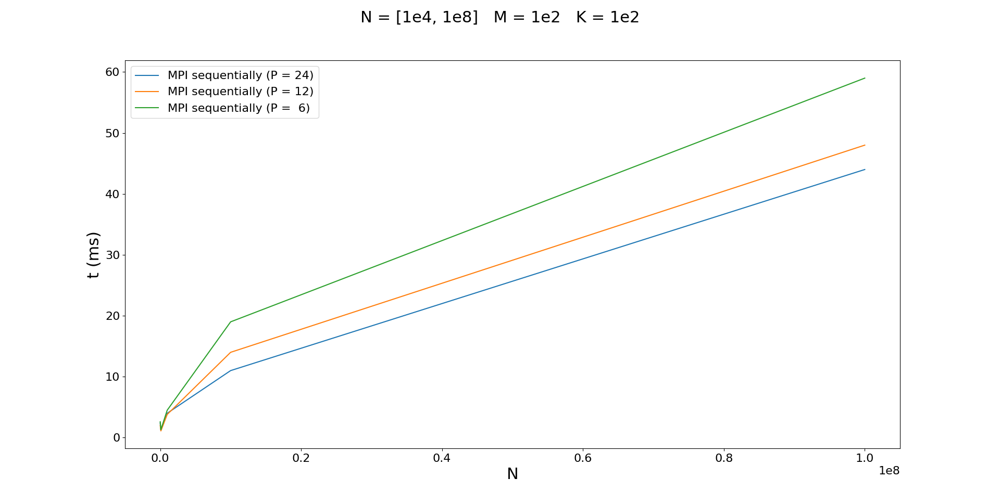 N = [1e4, 1e8]   M = 1e2   K = 1e2
MPI sequentially (P = 24)
MPI sequentially (P = 12)
MPI sequentially (P =  6)
60
50
40
30
20
10
0
t (ms)
0.0 0.2 0.4 0.6 0.8 1.0
1e8
N